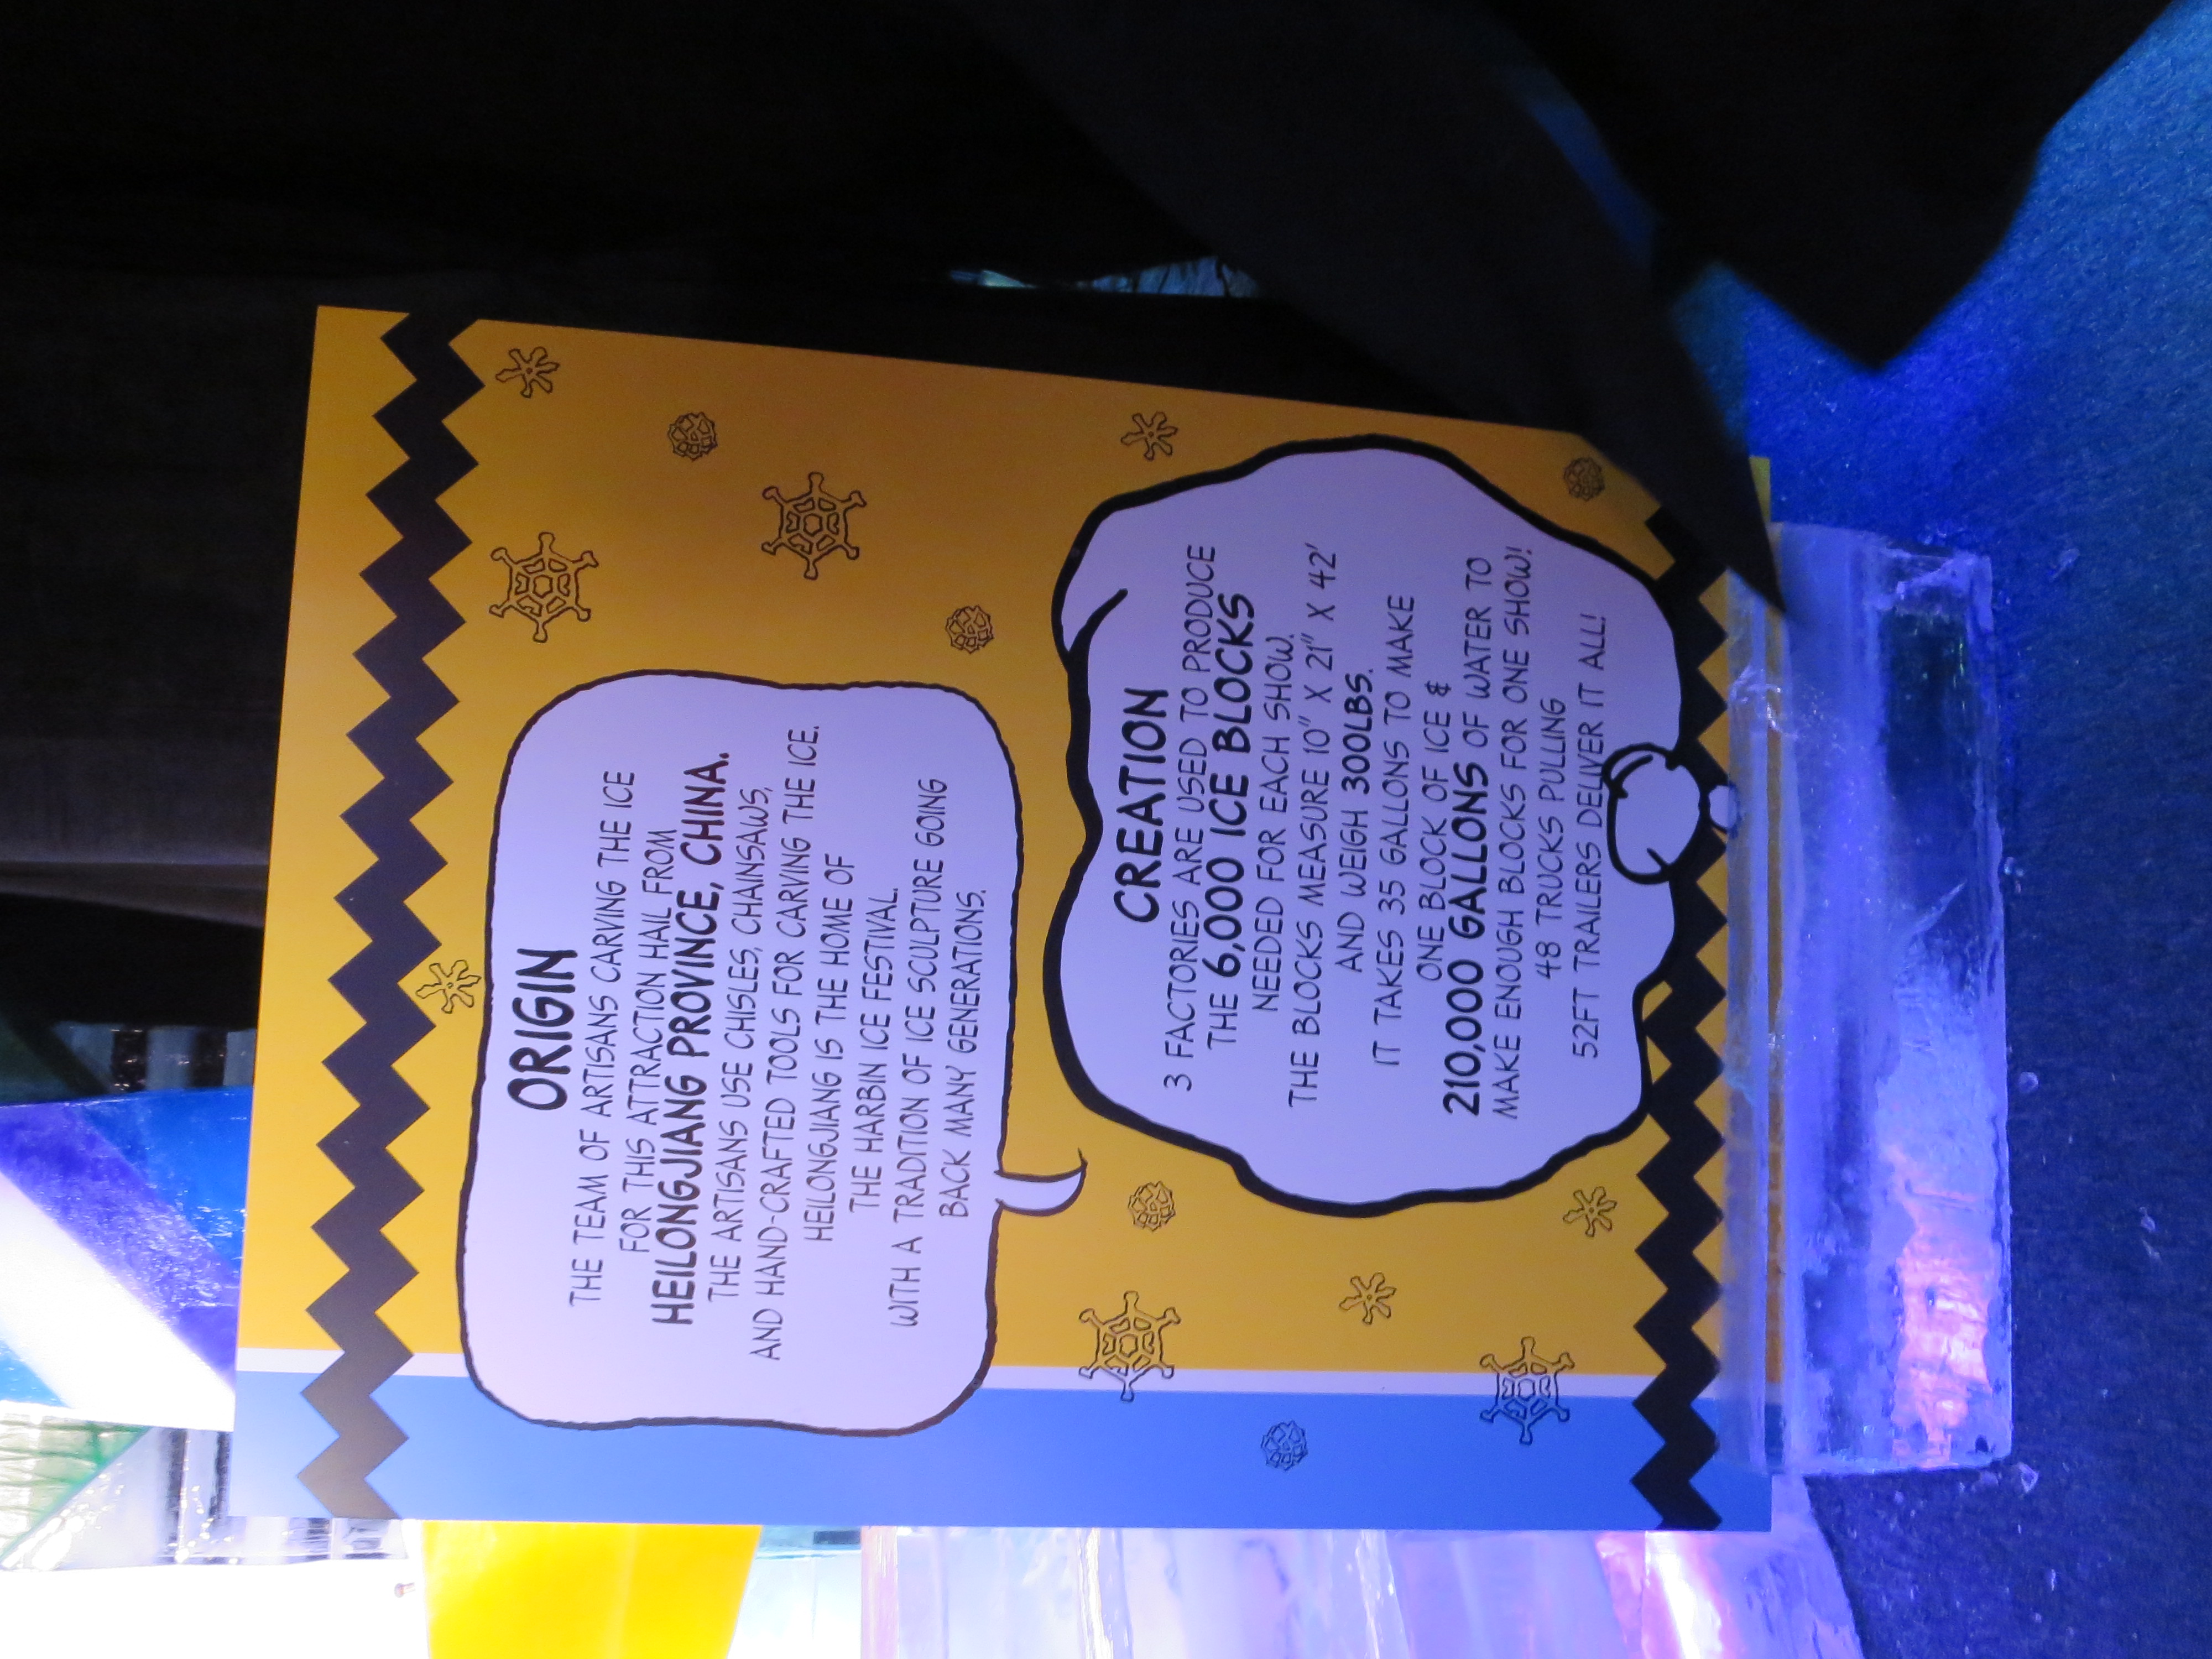 ORIGIN
THE TEAM OF ARTISANS CARVING THE ICE
FOR THIS ATTRACTION HAIL FROM
HEILONGJIANG PROVINCE, CHINA.
THE ARTISANS USE CHISLES, CHAINSAWS,
AND HAND-CRAFTED TOOLS FOR CARVING THE ICE.
HEILONGJIANG IS THE HOME OF
THE HARBIN ICE FESTIVAL.
WITH A TRADITION OF ICE SCULPTURE GOING
BACK MANY GENERATIONS.
CREATION
3 FACTORIES ARE USED TO PRODUCE
THE 6,000 ICE BLOCKS
NEEDED FOR EACH SHOW.
THE BLOCKS MEASURE 10" X 21" X 42'
AND WEIGH 300LBS.
IT TAKES 35 GALLONS TO MAKE
ONE BLOCK OF ICE &
210,000 GALLONS OF WATER TO
MAKE ENOUGH BLOCKS FOR ONE SHOW!
48 TRUCKS PULLING
52FT TRAILERS DELIVER IT ALL!